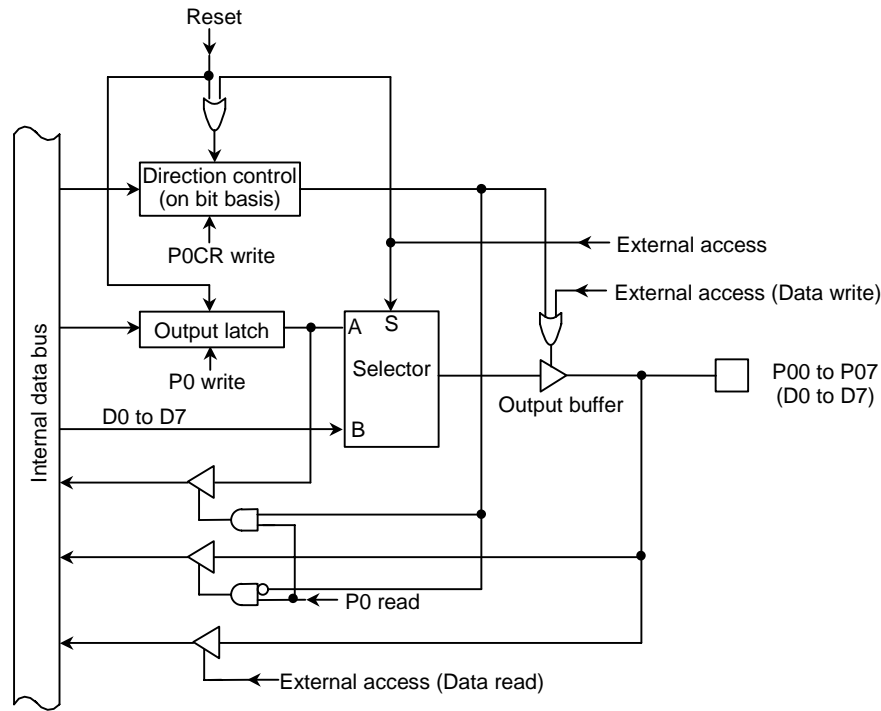 Reset
Direction control
(on bit basis)
P0CR write
External access
External access (Data write)
Internal data bus
Output latch
A
S
Selector
P0 write
P00 to P07
(D0 to D7)
Output buffer
D0 to D7
B
P0 read
External access (Data read)